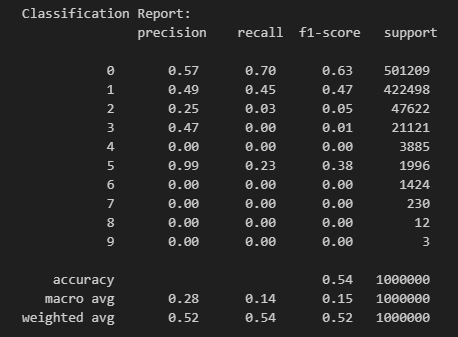 Classification Report:
precision recall f1-score support
0 0.57 0.70 0.63 501209
1 0.49 0.45 0.47 422498
2 0.25 0.03 0.05 47622
3 0.47 0.00 0.01 21121
4 0.00 0.00 0.00 3885
5 0.99 0.23 0.38 1996
6 0.00 0.00 0.00 1424
7 0.00 0.00 0.00 230
8 0.00 0.00 0.00 12
9 0.00 0.00 0.00 3
accuracy 0.54 1000000
macro avg 0.28 0.14 0.15 1000000
weighted avg 0.52 0.54 0.52 1000000